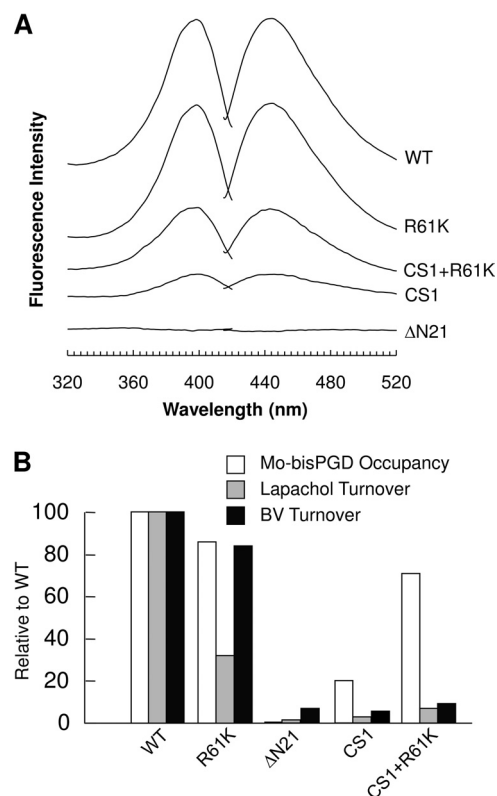 A
Fluorescence Intensity
WT
R61K
CS1+R61K
CS1
ΔN21
320 360 400 440 480 520
Wavelength (nm)
B
Mo-bisPGD Occupancy
Lapachol Turnover
BV Turnover
Relative to WT
100
80
60
40
20
0
WT
R61K
ΔN21
CS1
CS1+R61K